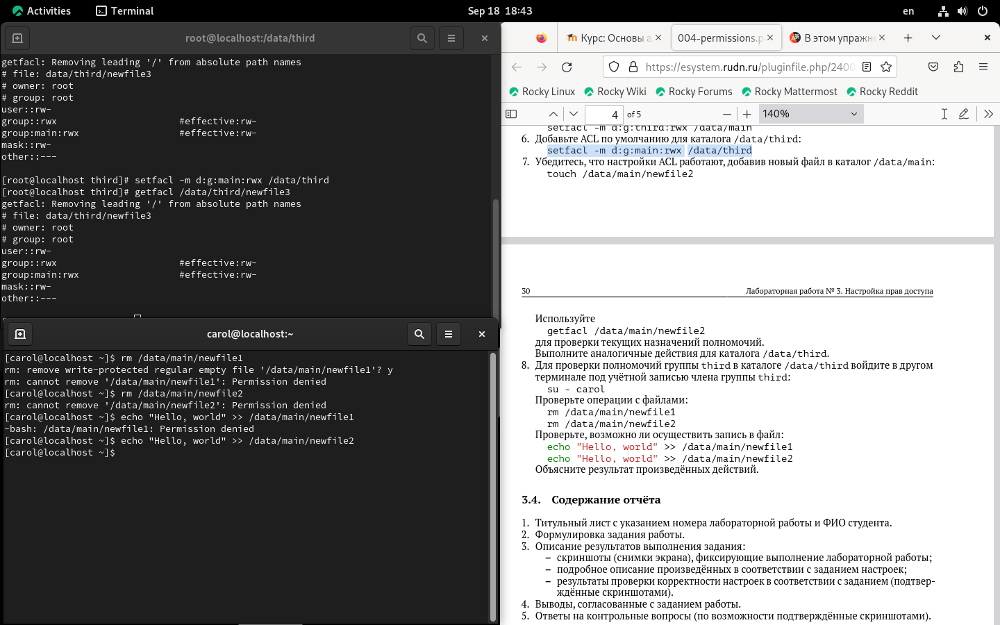 Activities
Terminal
Sep 18 18:43
en
root@localhost:/data/third
getfacl: Removing leading '/' from absolute path names
# file: data/third/newfile3
# owner: root
# group: root
user::rw-
group::rwx #effective:rw-
group:main:rwx #effective:rw-
mask::rw-
other::---
[root@localhost third]# setfacl -m d:g:main:rwx /data/third
[root@localhost third]# getfacl /data/third/newfile3
getfacl: Removing leading '/' from absolute path names
# file: data/third/newfile3
# owner: root
# group: root
user::rw-
group::rwx #effective:rw-
group:main:rwx #effective:rw-
mask::rw-
other::---
carol@localhost:~
[carol@localhost ~]$ rm /data/main/newfile1
rm: remove write-protected regular empty file '/data/main/newfile1'? y
rm: cannot remove '/data/main/newfile1': Permission denied
[carol@localhost ~]$ rm /data/main/newfile2
rm: cannot remove '/data/main/newfile2': Permission denied
[carol@localhost ~]$ echo "Hello, world" >> /data/main/newfile1
-bash: /data/main/newfile1: Permission denied
[carol@localhost ~]$ echo "Hello, world" >> /data/main/newfile2
[carol@localhost ~]$
Курс: Основы а
004-permissions.p
В этом упражне
https://esystem.rudn.ru/pluginfile.php/2400
Rocky Linux
Rocky Wiki
Rocky Forums
Rocky Mattermost
Rocky Reddit
4 of 5
140%
setfacl -m d:g:third:rwx /data/main
6. Добавьте ACL по умолчанию для каталога /data/third:
setfacl -m d:g:main:rwx /data/third
7. Убедитесь, что настройки ACL работают, добавив новый файл в каталог /data/main:
touch /data/main/newfile2
30 Лабораторная работа № 3. Настройка прав доступа
Используйте
getfacl /data/main/newfile2
для проверки текущих назначений полномочий.
Выполните аналогичные действия для каталога /data/third.
8. Для проверки полномочий группы third в каталоге /data/third войдите в другом
терминале под учётной записью члена группы third:
su - carol
Проверьте операции с файлами:
rm /data/main/newfile1
rm /data/main/newfile2
Проверьте, возможно ли осуществить запись в файл:
echo "Hello, world" >> /data/main/newfile1
echo "Hello, world" >> /data/main/newfile2
Объясните результат произведённых действий.
3.4. Содержание отчёта
1. Титульный лист с указанием номера лабораторной работы и ФИО студента.
2. Формулировка задания работы.
3. Описание результатов выполнения задания:
– скриншоты (снимки экрана), фиксирующие выполнение лабораторной работы;
– подробное описание произведённых в соответствии с заданием настроек;
– результаты проверки корректности настроек в соответствии с заданием (подтвер-
ждённые скриншотами).
4. Выводы, согласованные с заданием работы.
5. Ответы на контрольные вопросы (по возможности подтверждённые скриншотами).